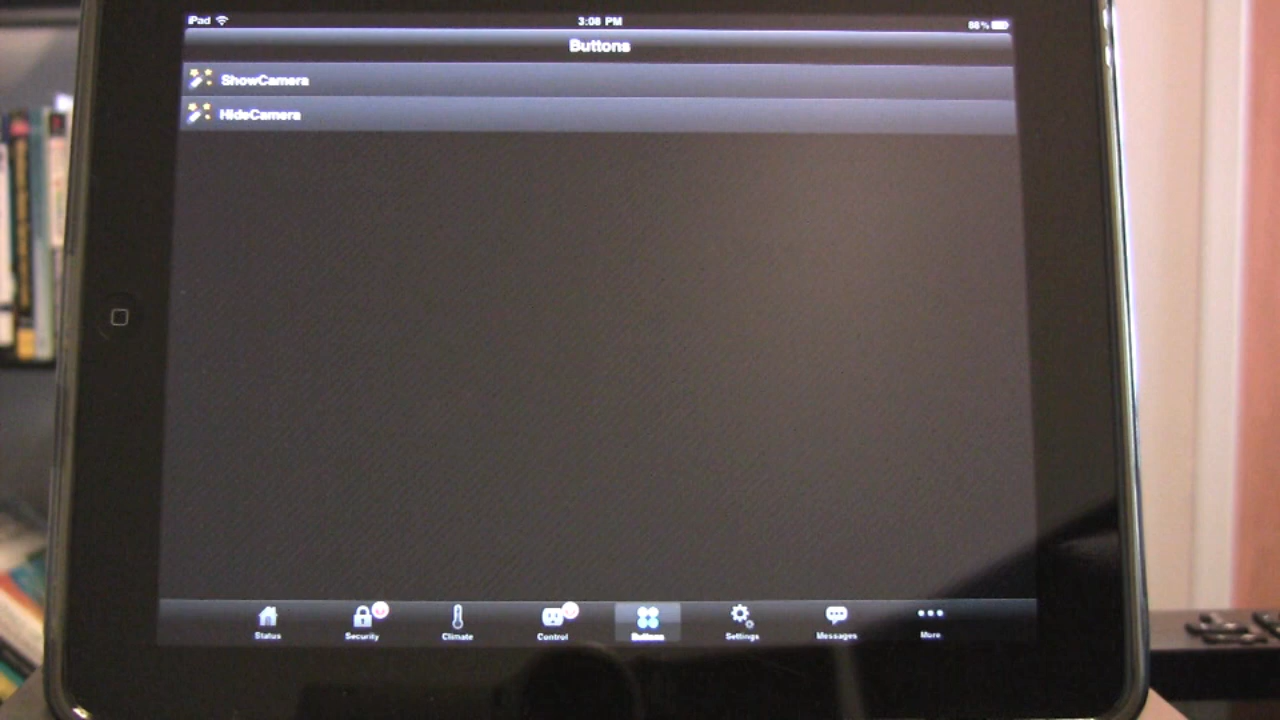 iPad 3:08 PM 88%
Buttons
ShowCamera
HideCamera
Status Security Climate Control Buttons Settings Messages More